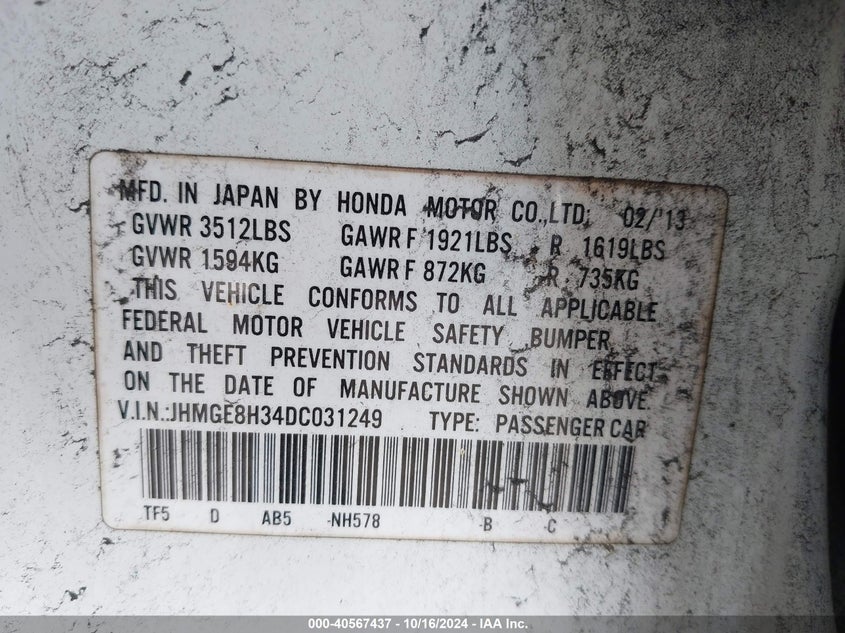 MFD. IN JAPAN BY HONDA MOTOR CO.,LTD. 02/'13
GVWR 3512LBS GAWR F 1921LBS R 1619LBS
GVWR 1594KG GAWR F 872KG R 735KG
THIS VEHICLE CONFORMS TO ALL APPLICABLE
FEDERAL MOTOR VEHICLE SAFETY BUMPER
AND THEFT PREVENTION STANDARDS IN EFFECT
ON THE DATE OF MANUFACTURE SHOWN ABOVE.
V.I.N.:JHMGE8H34DC031249 TYPE: PASSENGER CAR
TF5 D AB5 -NH578 -B C
000-40567437 - 10/16/2024 - IAA Inc.